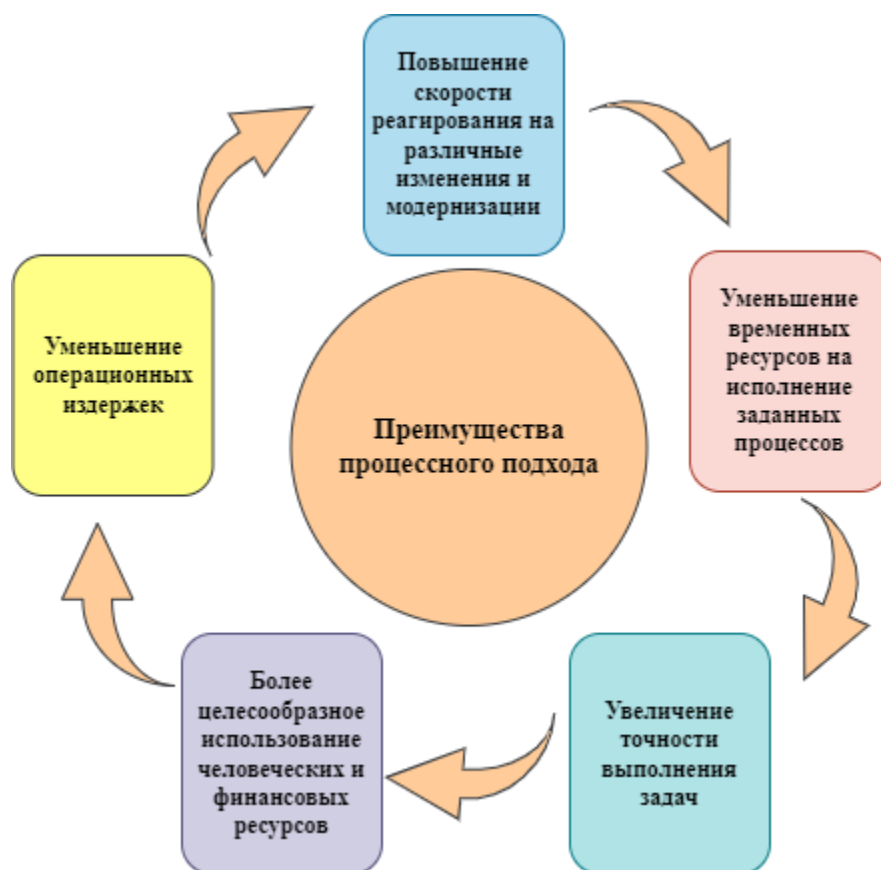 Повышение
скорости
реагирования на
различные
изменения и
модернизации
Уменьшение
временных
ресурсов на
исполнение
заданных
процессов
Увеличение
точности
выполнения
задач
Более
целесообразное
использование
человеческих и
финансовых
ресурсов
Уменьшение
операционных
издержек
Преимущества
процессного подхода